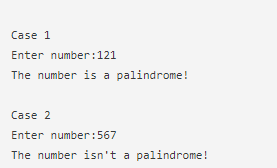 Case 1
Enter number:121
The number is a palindrome!
Case 2
Enter number:567
The number isn't a palindrome!